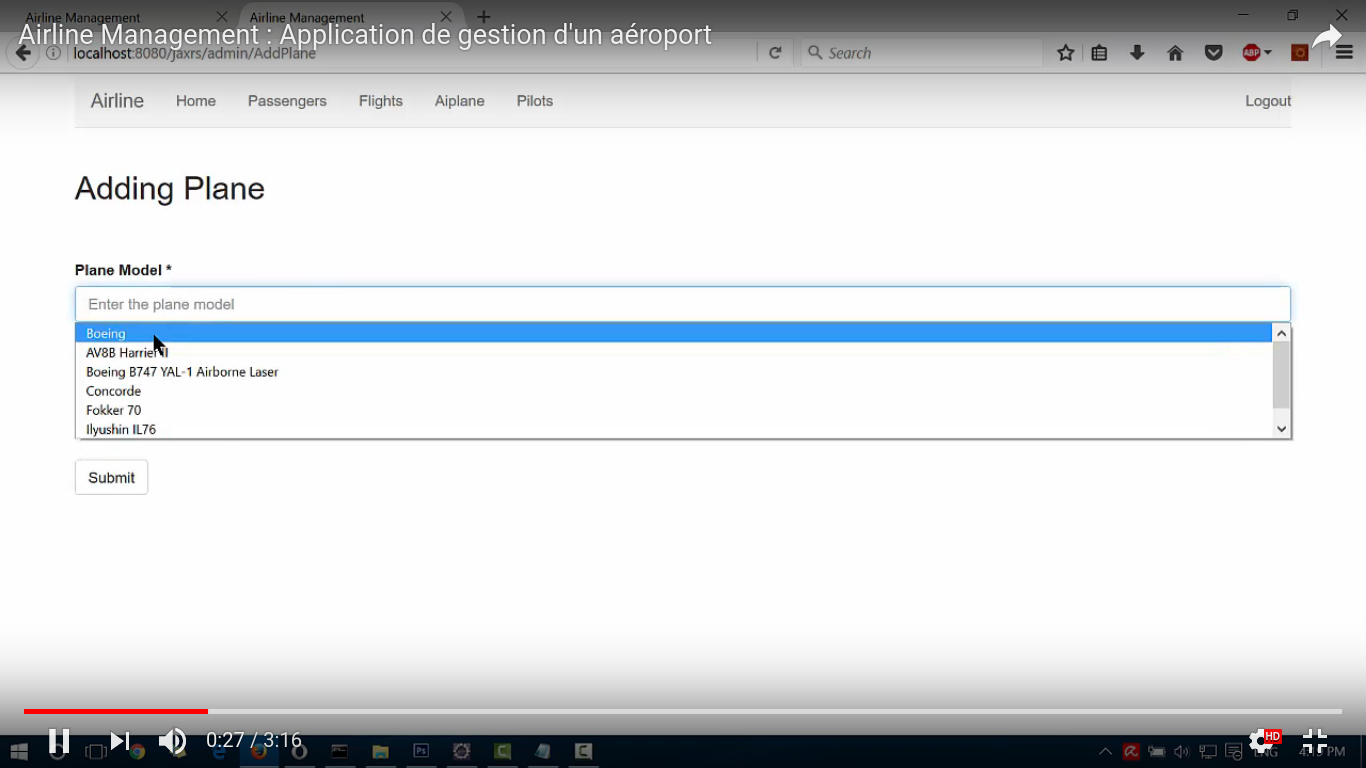 Airline Management
Airline Management
Airline Management : Application de gestion d'un aéroport
localhost:8080/jaxrs/admin/AddPlane
Search
ABP
Airline Home Passengers Flights Aiplane Pilots Logout
Adding Plane
Plane Model *
Enter the plane model
Boeing
AV8B Harrier II
Boeing B747 YAL-1 Airborne Laser
Concorde
Fokker 70
Ilyushin IL76
Submit
0:27 / 3:16
HD
Ps
ENG
PM